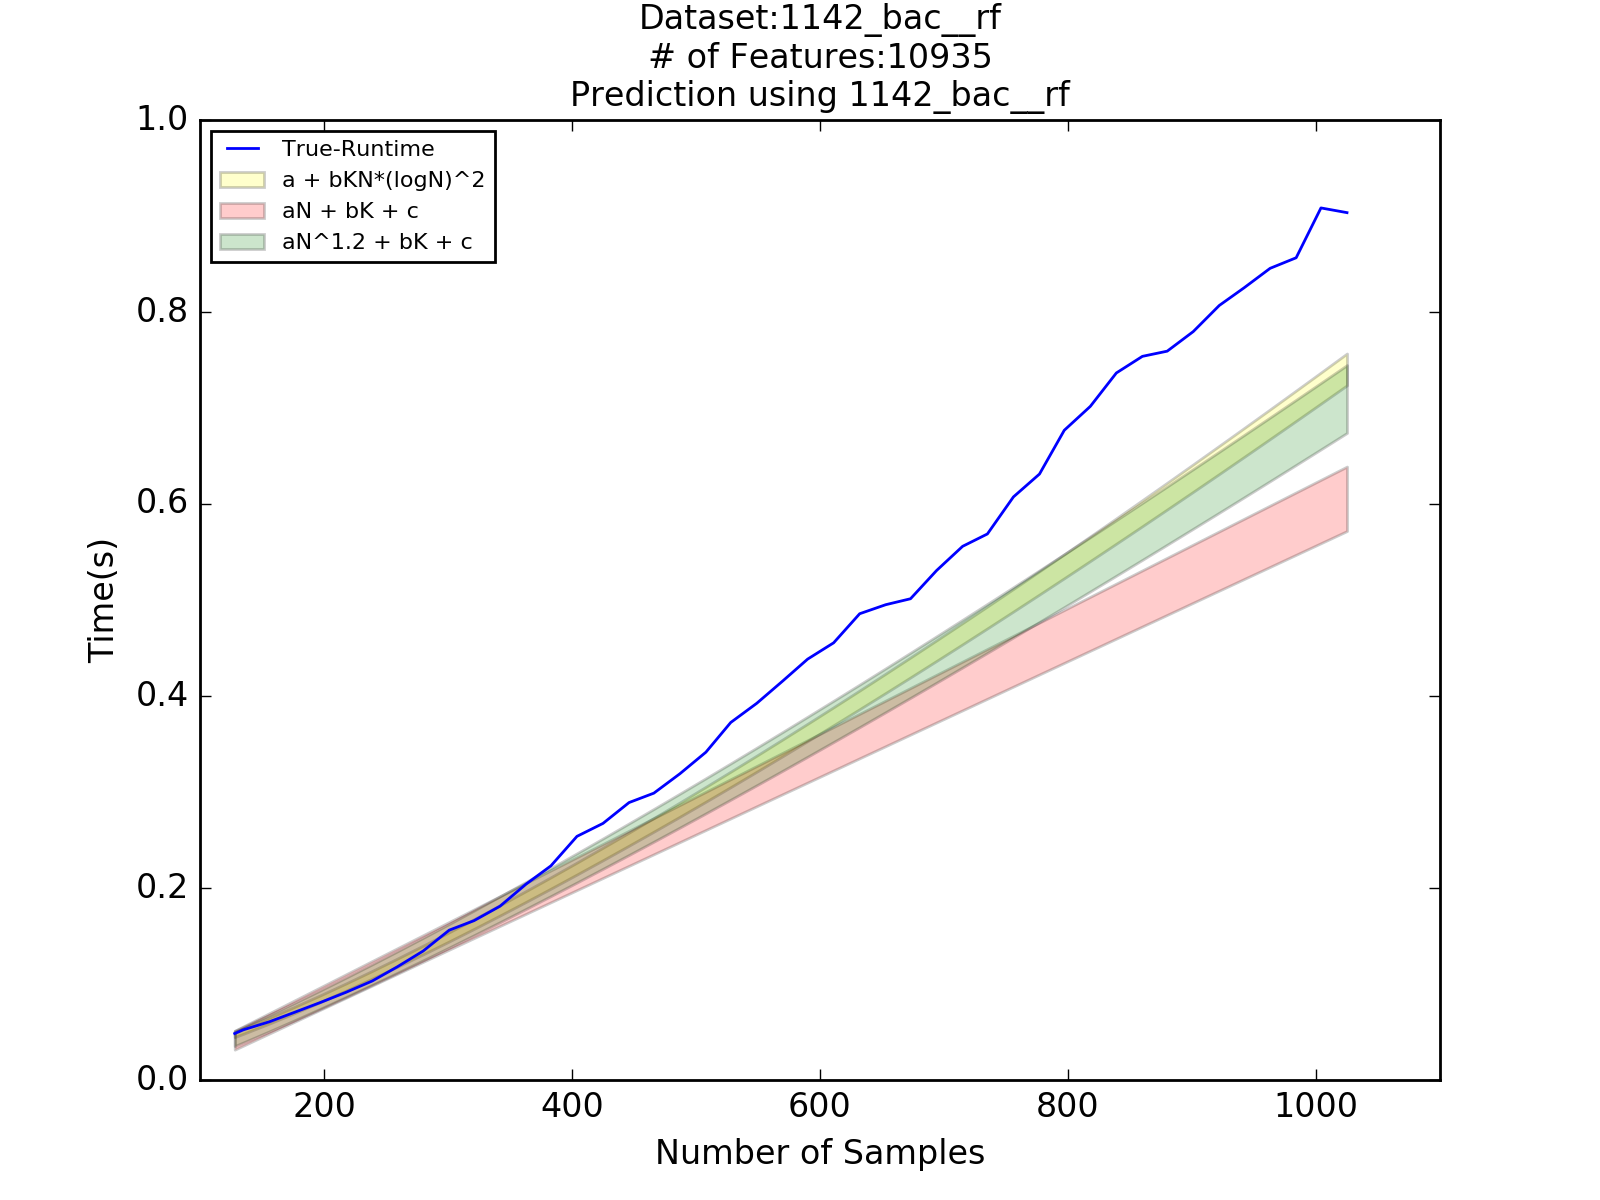 Dataset:1142_bac__rf
# of Features:10935
Prediction using 1142_bac__rf
True-Runtime
a + bKN*(logN)^2
aN + bK + c
aN^1.2 + bK + c
1.0
0.8
0.6
0.4
0.2
0.0
Time(s)
200 400 600 800 1000
Number of Samples